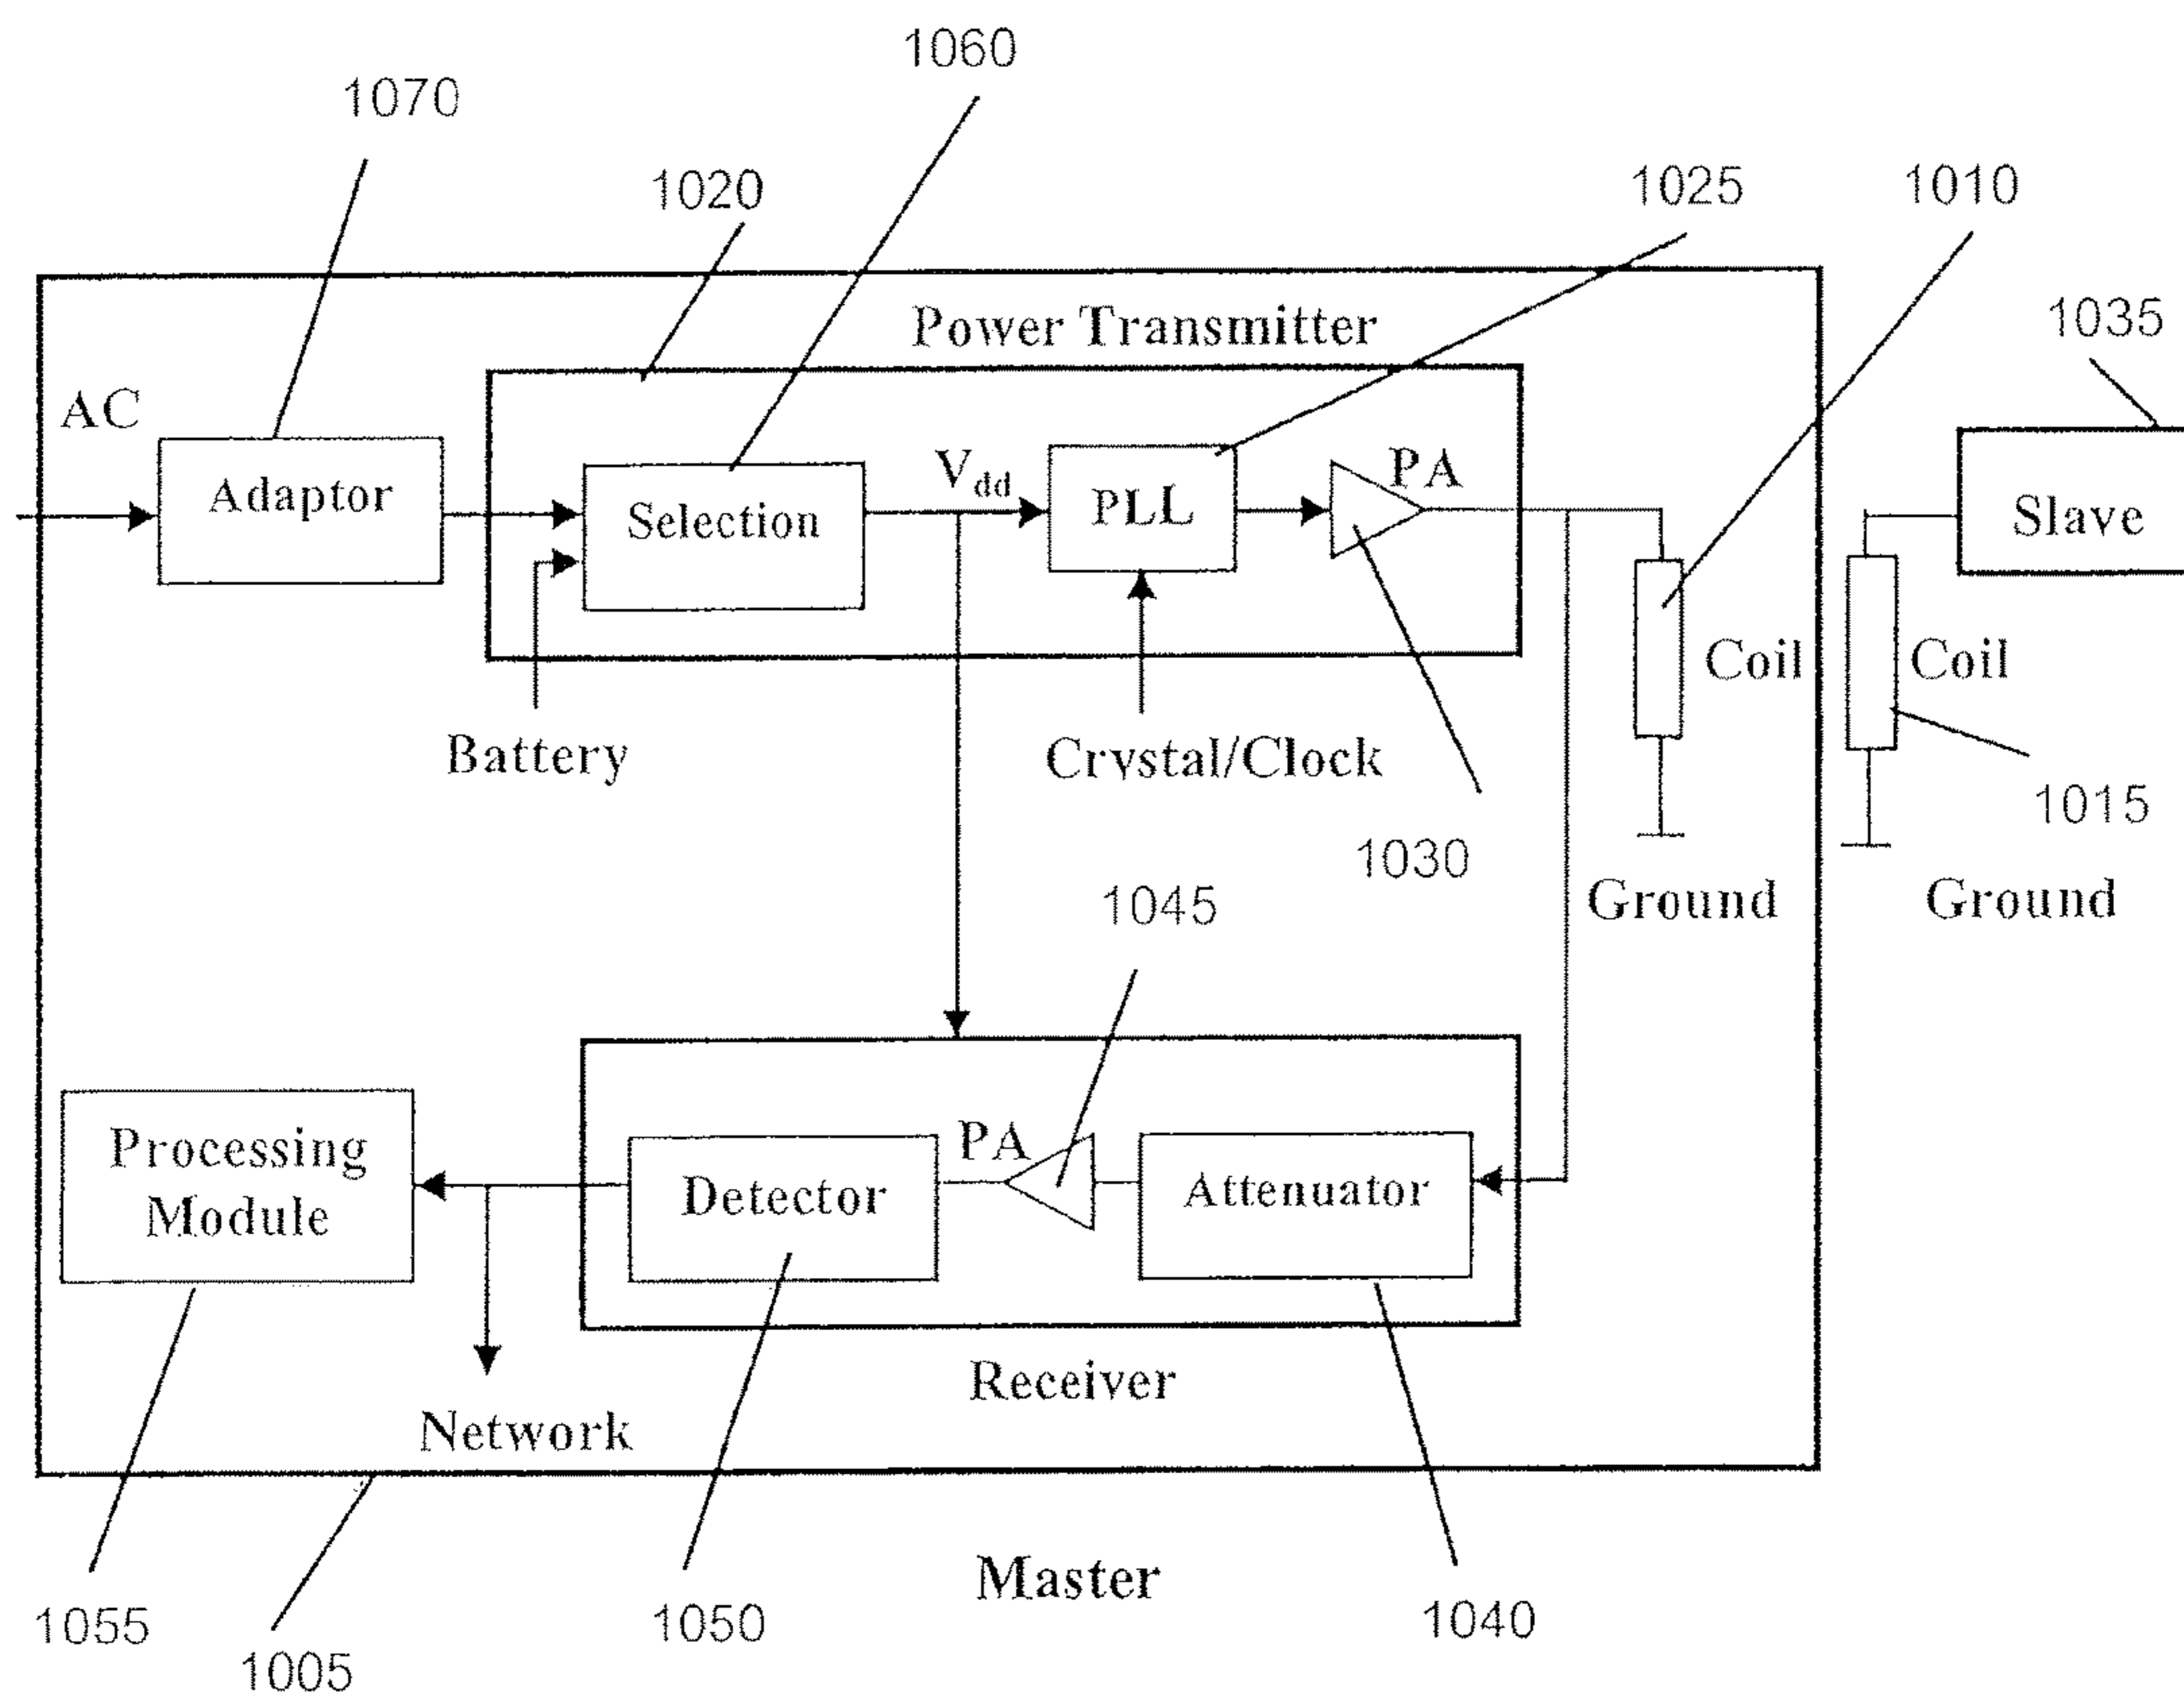 1060
1070
1020
1025
1010
1035
Power Transmitter
AC
Adaptor
Selection
Vdd
PLL
PA
Slave
Coil
Coil
Battery
Crystal/Clock
1015
1030
1045
Ground
Ground
Processing
Module
Detector
PA
Attenuator
Receiver
Network
Master
1055
1050
1040
1005